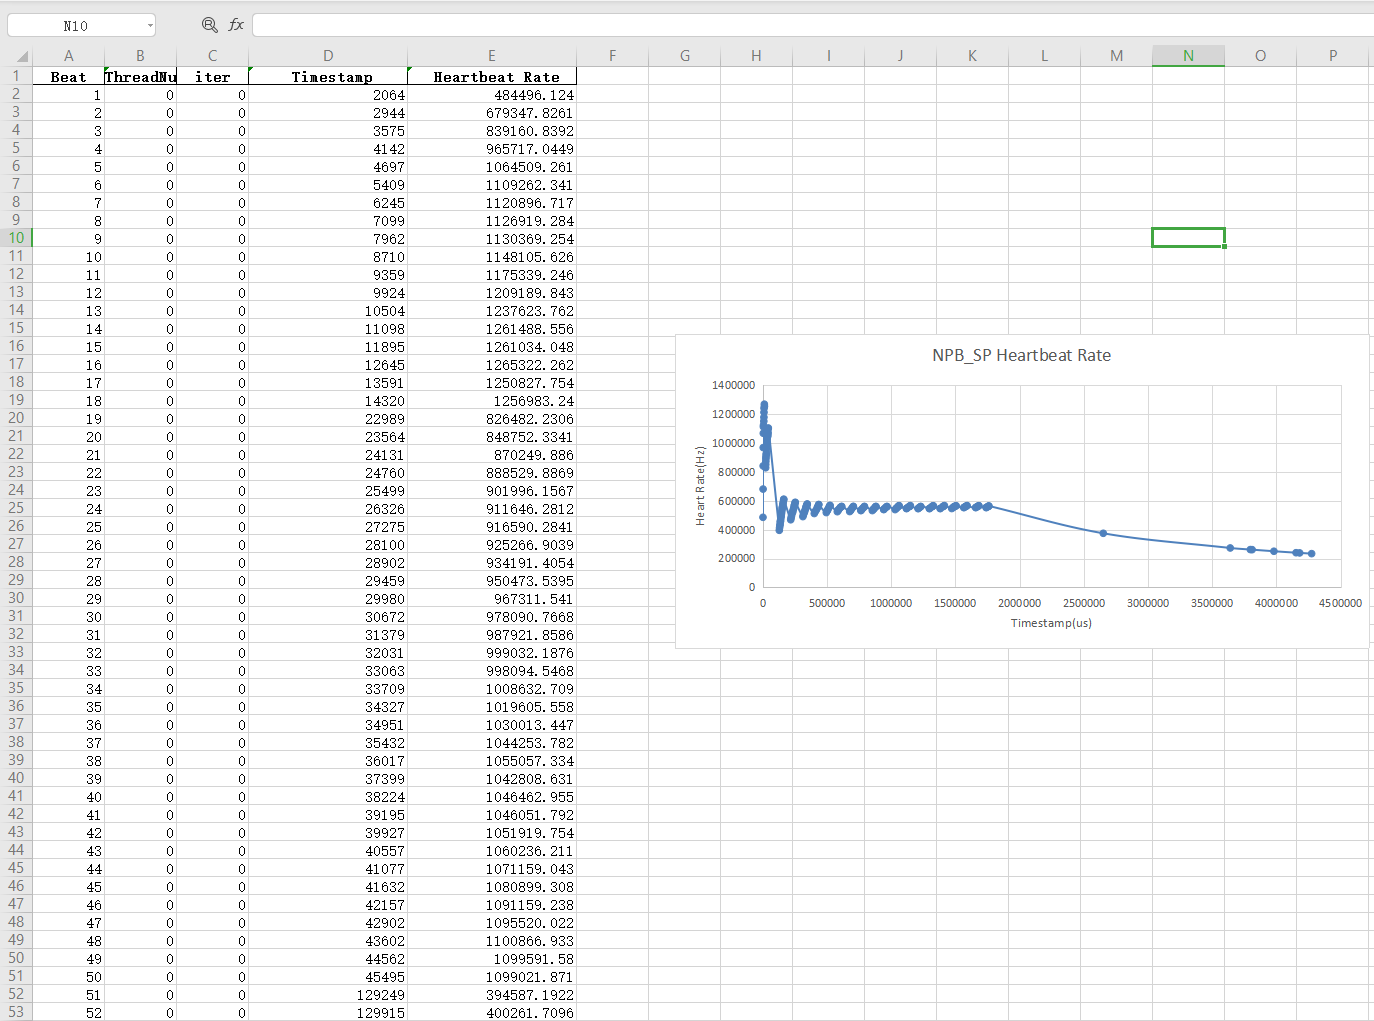 N10 fx
A B C D E F G H I J K L M N O P
1 Beat ThreadNu iter Timestamp Heartbeat Rate
2 1 0 0 2064 484496.124
3 2 0 0 2944 679347.8261
4 3 0 0 3575 839160.8392
5 4 0 0 4142 965717.0449
6 5 0 0 4697 1064509.261
7 6 0 0 5409 1109262.341
8 7 0 0 6245 1120896.717
9 8 0 0 7099 1126919.284
10 9 0 0 7962 1130369.254
11 10 0 0 8710 1148105.626
12 11 0 0 9359 1175339.246
13 12 0 0 9924 1209189.843
14 13 0 0 10504 1237623.762
15 14 0 0 11098 1261488.556
16 15 0 0 11895 1261034.048
17 16 0 0 12645 1265322.262
18 17 0 0 13591 1250827.754
19 18 0 0 14320 1256983.24
20 19 0 0 22989 826482.2306
21 20 0 0 23564 848752.3341
22 21 0 0 24131 870249.886
23 22 0 0 24760 888529.8869
24 23 0 0 25499 901996.1567
25 24 0 0 26326 911646.2812
26 25 0 0 27275 916590.2841
27 26 0 0 28100 925266.9039
28 27 0 0 28902 934191.4054
29 28 0 0 29459 950473.5395
30 29 0 0 29980 967311.541
31 30 0 0 30672 978090.7668
32 31 0 0 31379 987921.8586
33 32 0 0 32031 999032.1876
34 33 0 0 33063 998094.5468
35 34 0 0 33709 1008632.709
36 35 0 0 34327 1019605.558
37 36 0 0 34951 1030013.447
38 37 0 0 35432 1044253.782
39 38 0 0 36017 1055057.334
40 39 0 0 37399 1042808.631
41 40 0 0 38224 1046462.955
42 41 0 0 39195 1046051.792
43 42 0 0 39927 1051919.754
44 43 0 0 40557 1060236.211
45 44 0 0 41077 1071159.043
46 45 0 0 41632 1080899.308
47 46 0 0 42157 1091159.238
48 47 0 0 42902 1095520.022
49 48 0 0 43602 1100866.933
50 49 0 0 44562 1099591.58
51 50 0 0 45495 1099021.871
52 51 0 0 129249 394587.1922
53 52 0 0 129915 400261.7096
NPB_SP Heartbeat Rate
1400000
1200000
1000000
800000
600000
400000
200000
0
Heart Rate(Hz)
0 500000 1000000 1500000 2000000 2500000 3000000 3500000 4000000 4500000
Timestamp(us)